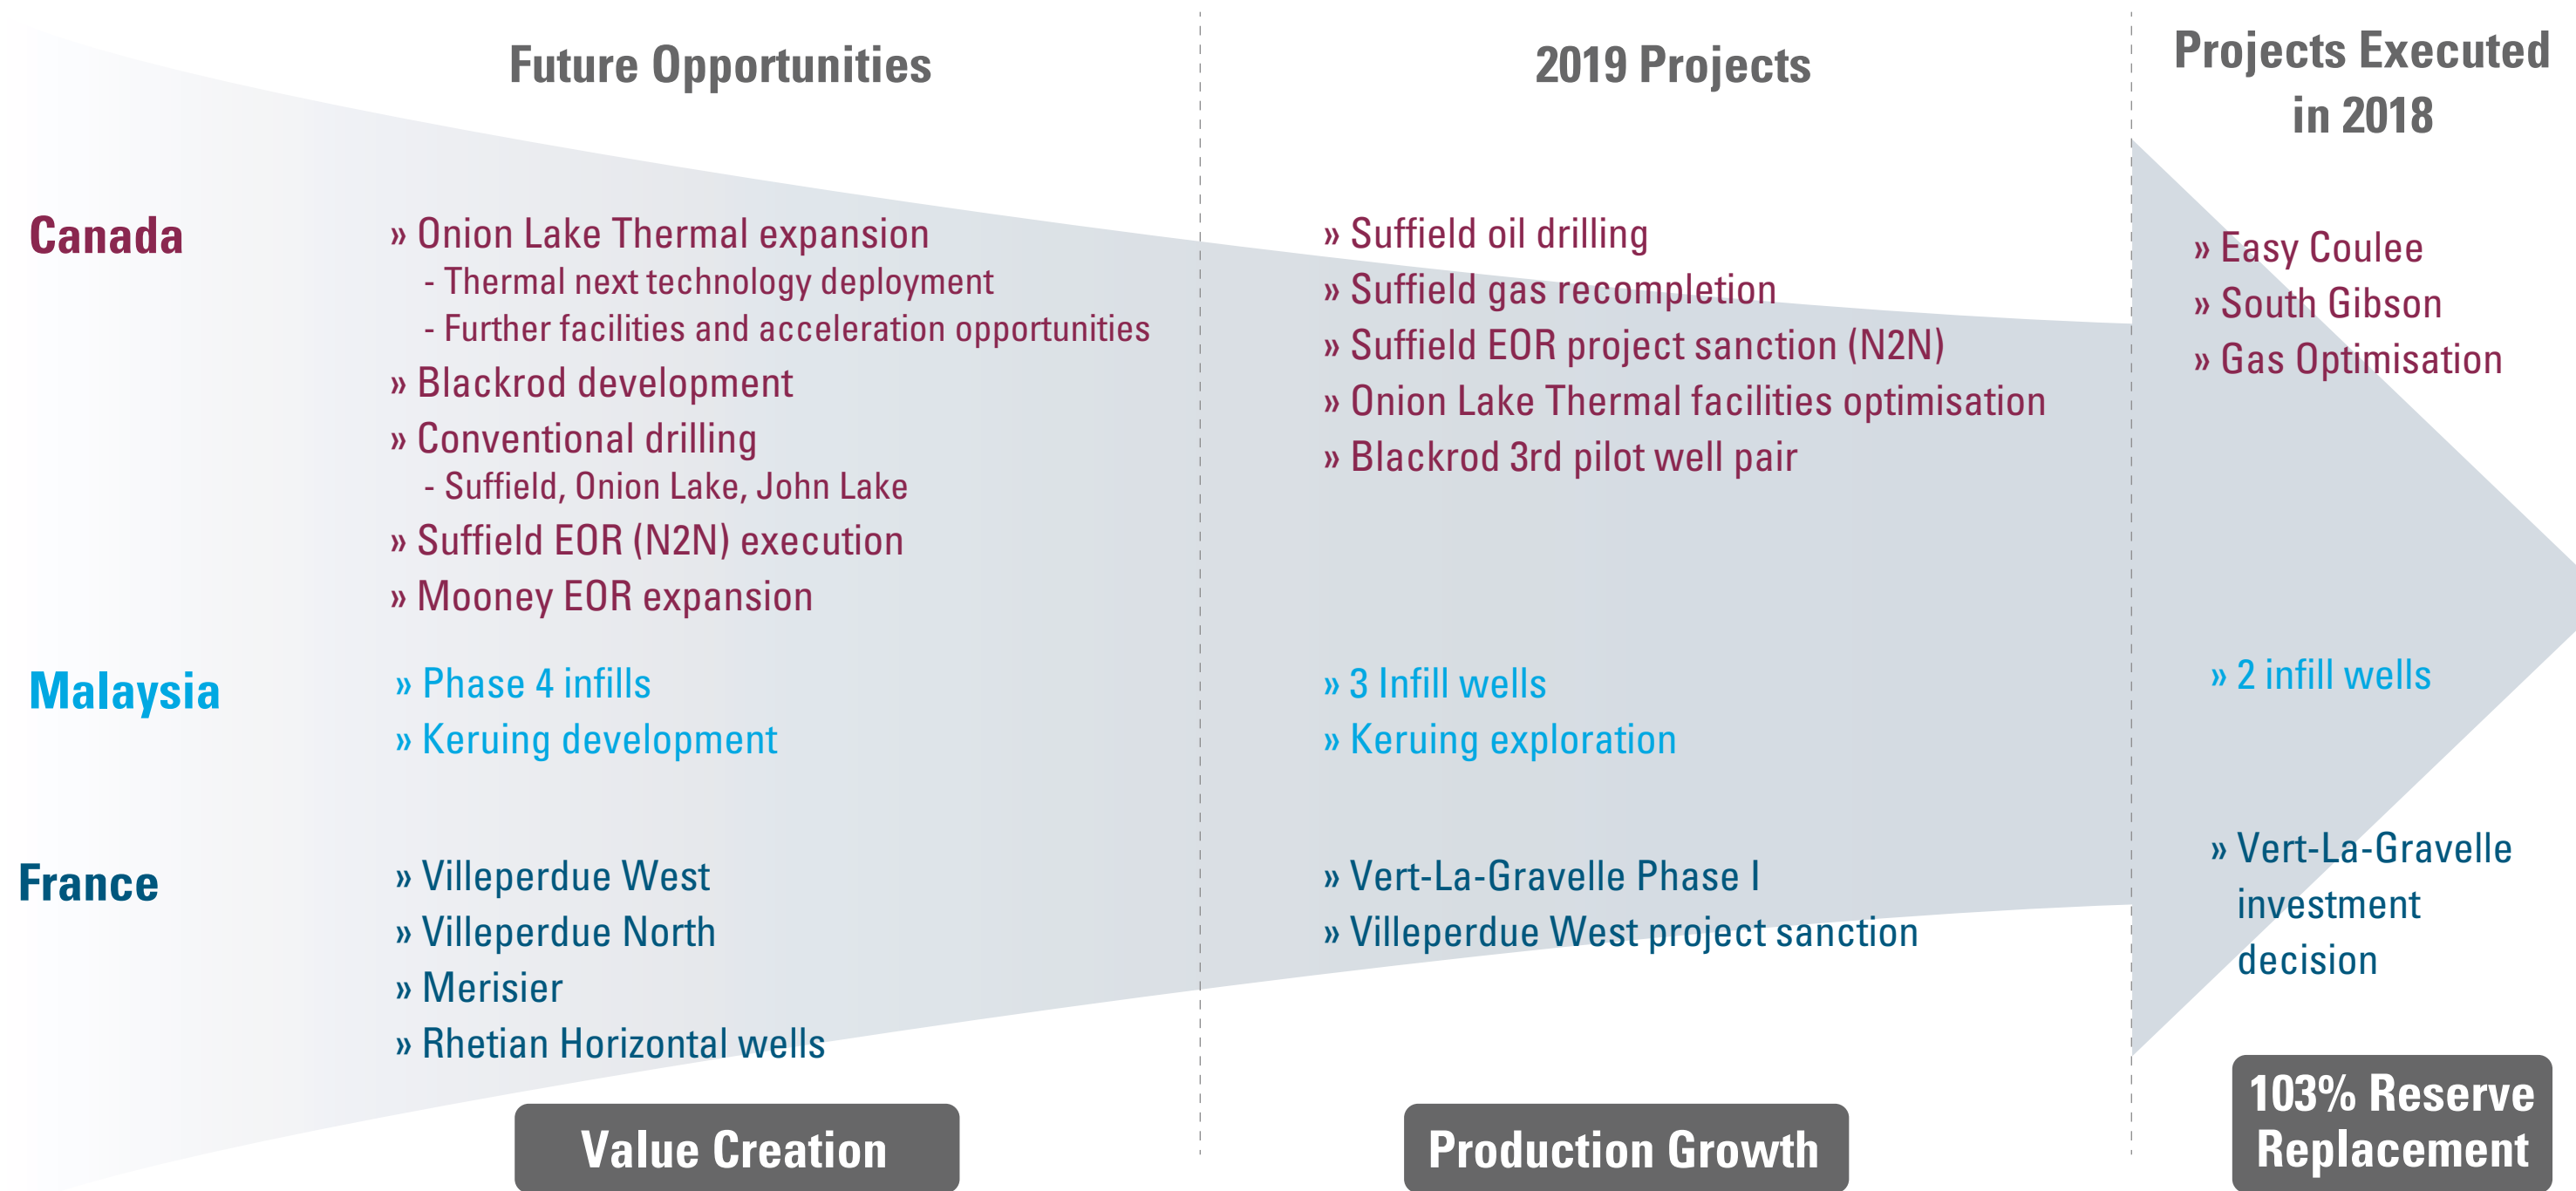 Future Opportunities
2019 Projects
Projects Executed
in 2018
Canada
» Onion Lake Thermal expansion
- Thermal next technology deployment
- Further facilities and acceleration opportunities
» Blackrod development
» Conventional drilling
- Suffield, Onion Lake, John Lake
» Suffield EOR (N2N) execution
» Mooney EOR expansion
» Suffield oil drilling
» Suffield gas recompletion
» Suffield EOR project sanction (N2N)
» Onion Lake Thermal facilities optimisation
» Blackrod 3rd pilot well pair
» Easy Coulee
» South Gibson
» Gas Optimisation
Malaysia
» Phase 4 infills
» Keruing development
» 3 Infill wells
» Keruing exploration
» 2 infill wells
France
» Villeperdue West
» Villeperdue North
» Merisier
» Rhetian Horizontal wells
» Vert-La-Gravelle Phase I
» Villeperdue West project sanction
» Vert-La-Gravelle
investment
decision
Value Creation
Production Growth
103% Reserve
Replacement